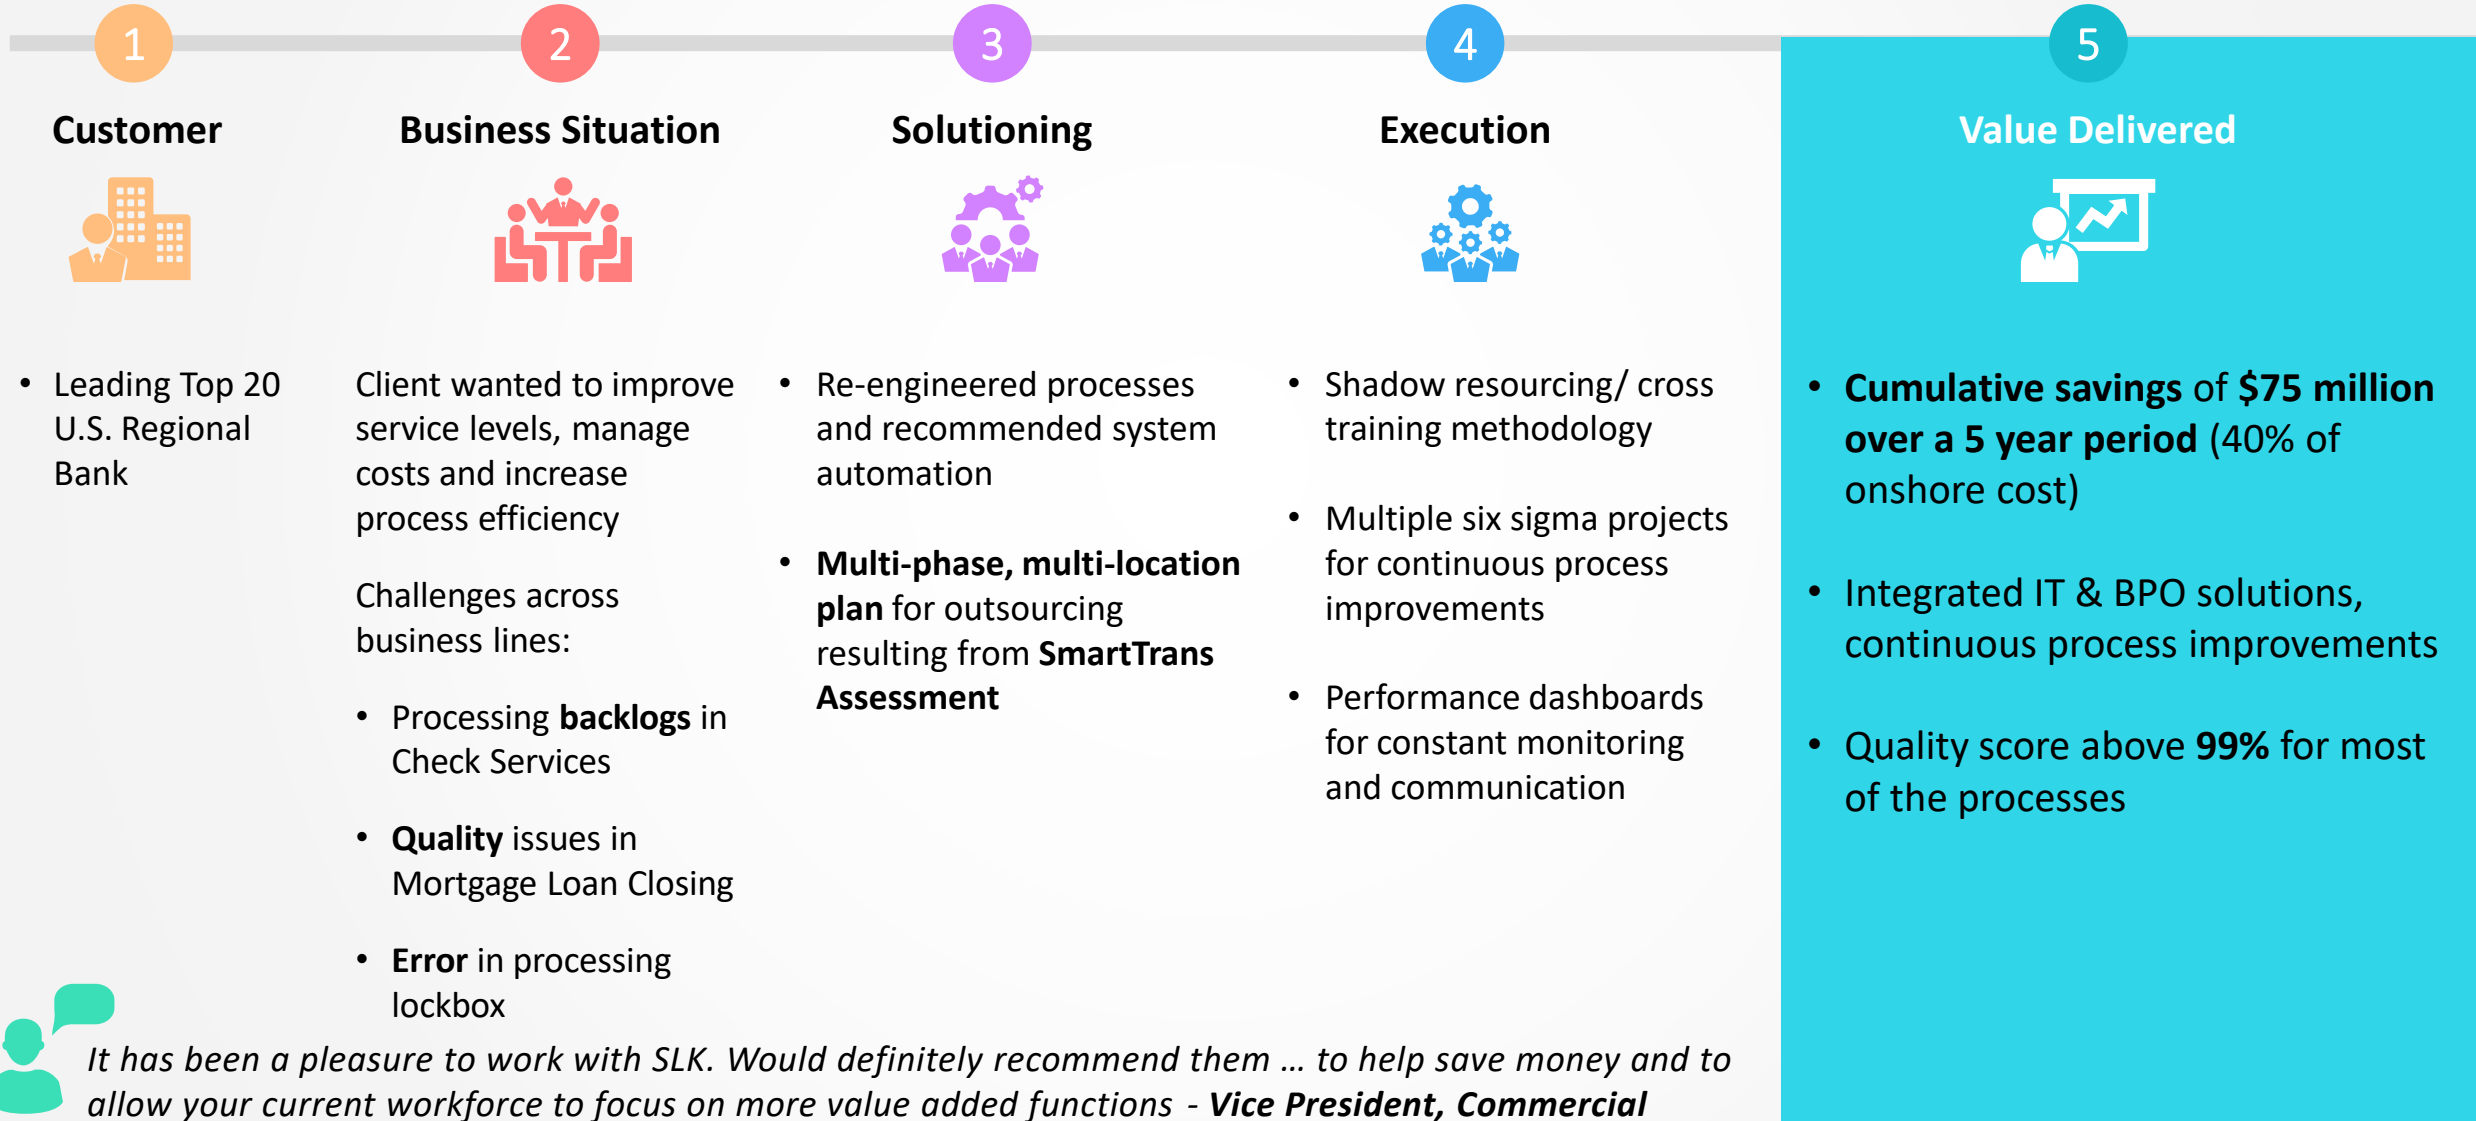 1
Customer
• Leading Top 20
U.S. Regional
Bank
2
Business Situation
Client wanted to improve
service levels, manage
costs and increase
process efficiency
Challenges across
business lines:
• Processing backlogs in
Check Services
• Quality issues in
Mortgage Loan Closing
• Error in processing
lockbox
3
Solutioning
• Re-engineered processes
and recommended system
automation
• Multi-phase, multi-location
plan for outsourcing
resulting from SmartTrans
Assessment
4
Execution
• Shadow resourcing/ cross
training methodology
• Multiple six sigma projects
for continuous process
improvements
• Performance dashboards
for constant monitoring
and communication
5
Value Delivered
• Cumulative savings of $75 million
over a 5 year period (40% of
onshore cost)
• Integrated IT & BPO solutions,
continuous process improvements
• Quality score above 99% for most
of the processes
It has been a pleasure to work with SLK. Would definitely recommend them … to help save money and to
allow your current workforce to focus on more value added functions - Vice President, Commercial